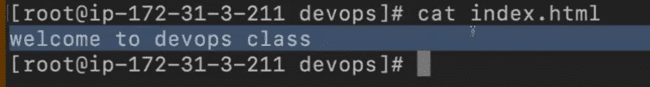 [root@ip-172-31-3-211 devops]# cat index.html
welcome to devops class
[root@ip-172-31-3-211 devops]#